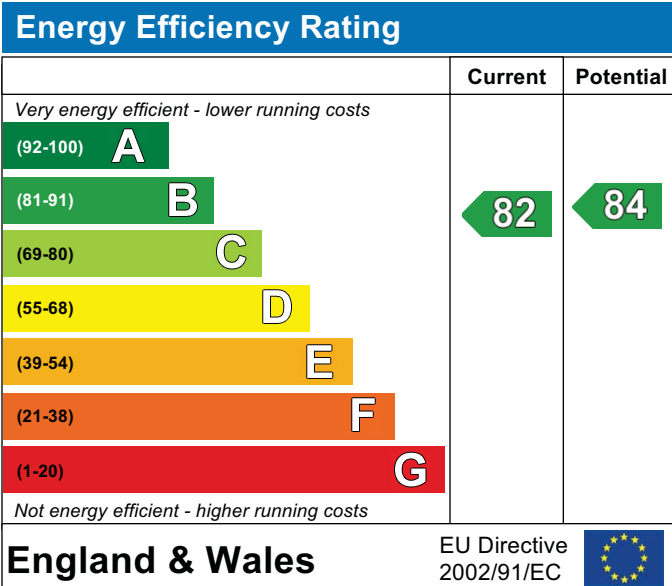 Energy Efficiency Rating
Current Potential
Very energy efficient - lower running costs
(92-100) A
(81-91) B
82 84
(69-80) C
(55-68) D
(39-54) E
(21-38) F
(1-20) G
Not energy efficient - higher running costs
England & Wales
EU Directive
2002/91/EC